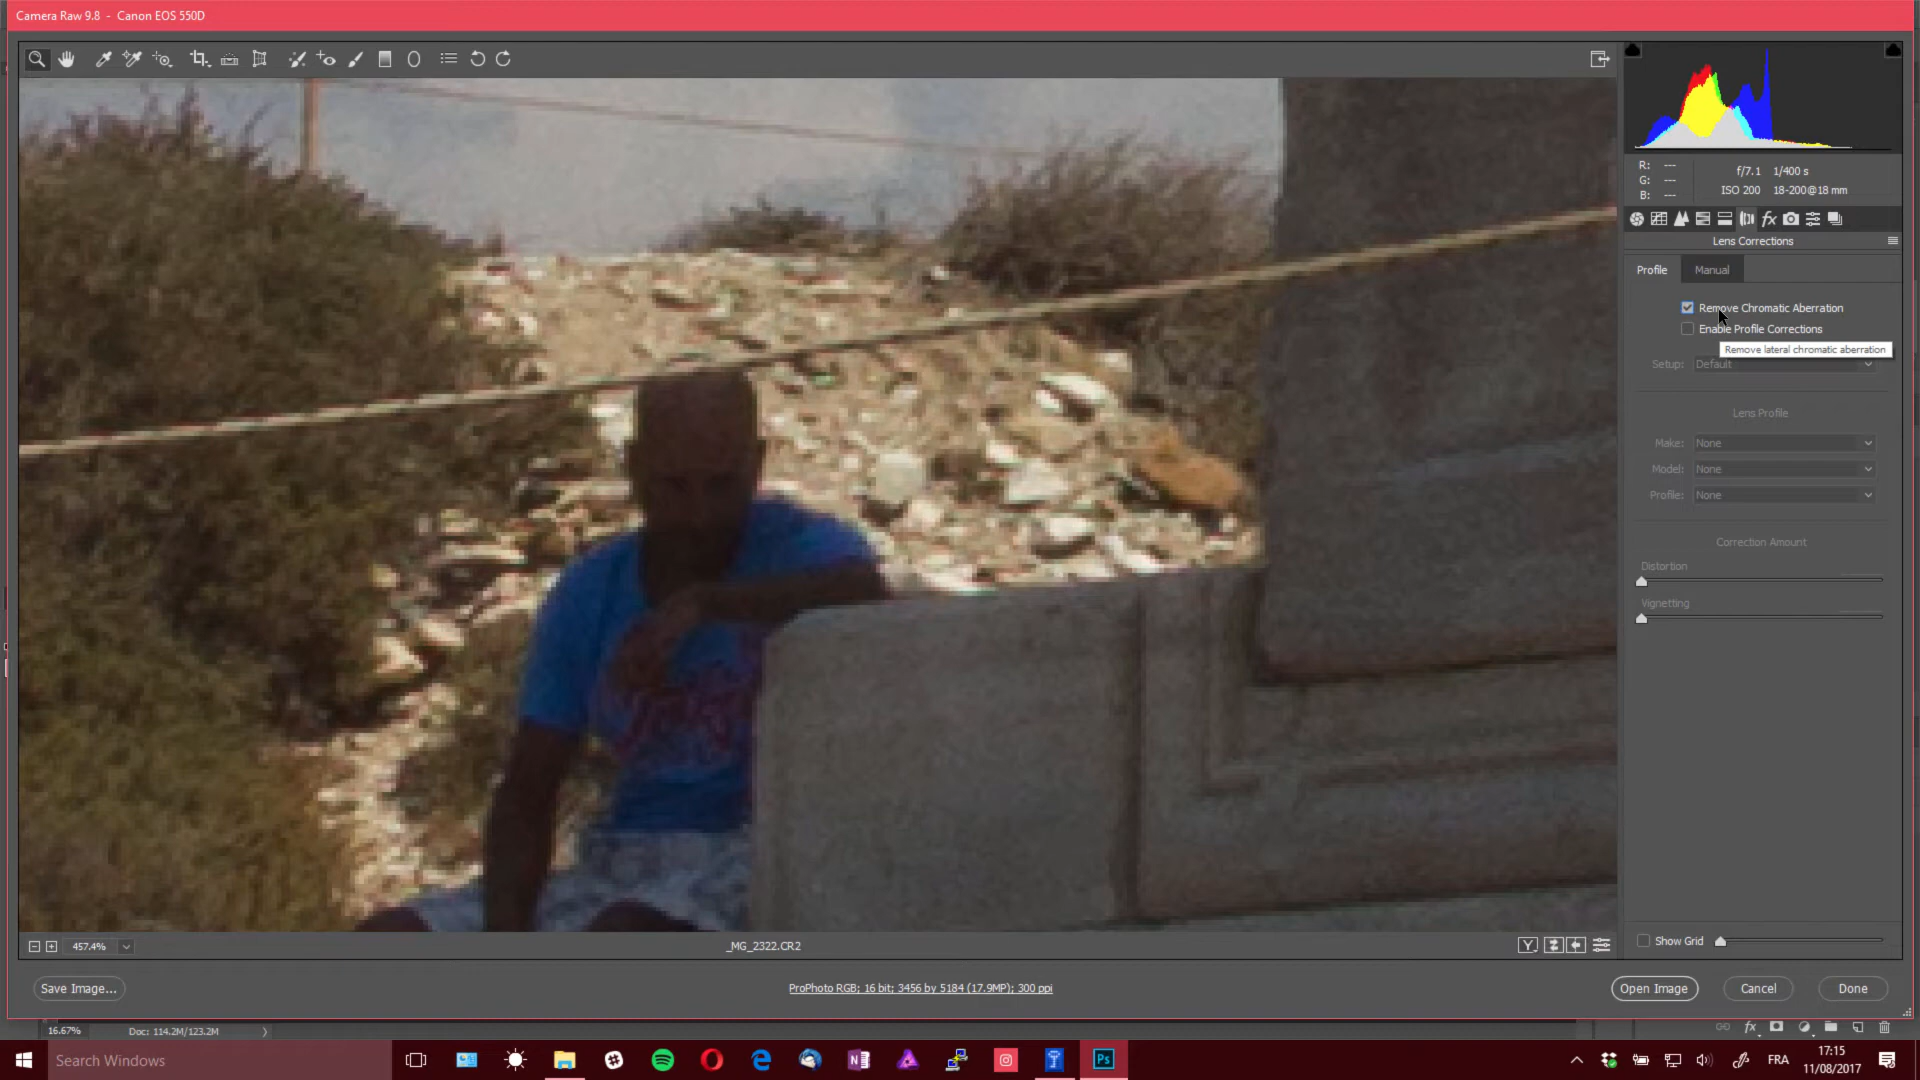 Camera Raw 9.8 - Canon EOS 550D
R: ---
G: ---
B: ---
f/7.1 1/400 s
ISO 200 18-200@18 mm
Lens Corrections
Profile Manual
Remove Chromatic Aberration
Enable Profile Corrections
Remove lateral chromatic aberration
Setup: Default
Lens Profile
Make: None
Model: None
Profile: None
Correction Amount
Distortion
Vignetting
457.4%
_MG_2322.CR2
Y
Show Grid
Save Image...
ProPhoto RGB; 16 bit; 3456 by 5184 (17.9MP); 300 ppi
Open Image Cancel Done
16.67% Doc: 114.2M/123.2M
fx
Search Windows
Ps
FRA
17:15
11/08/2017